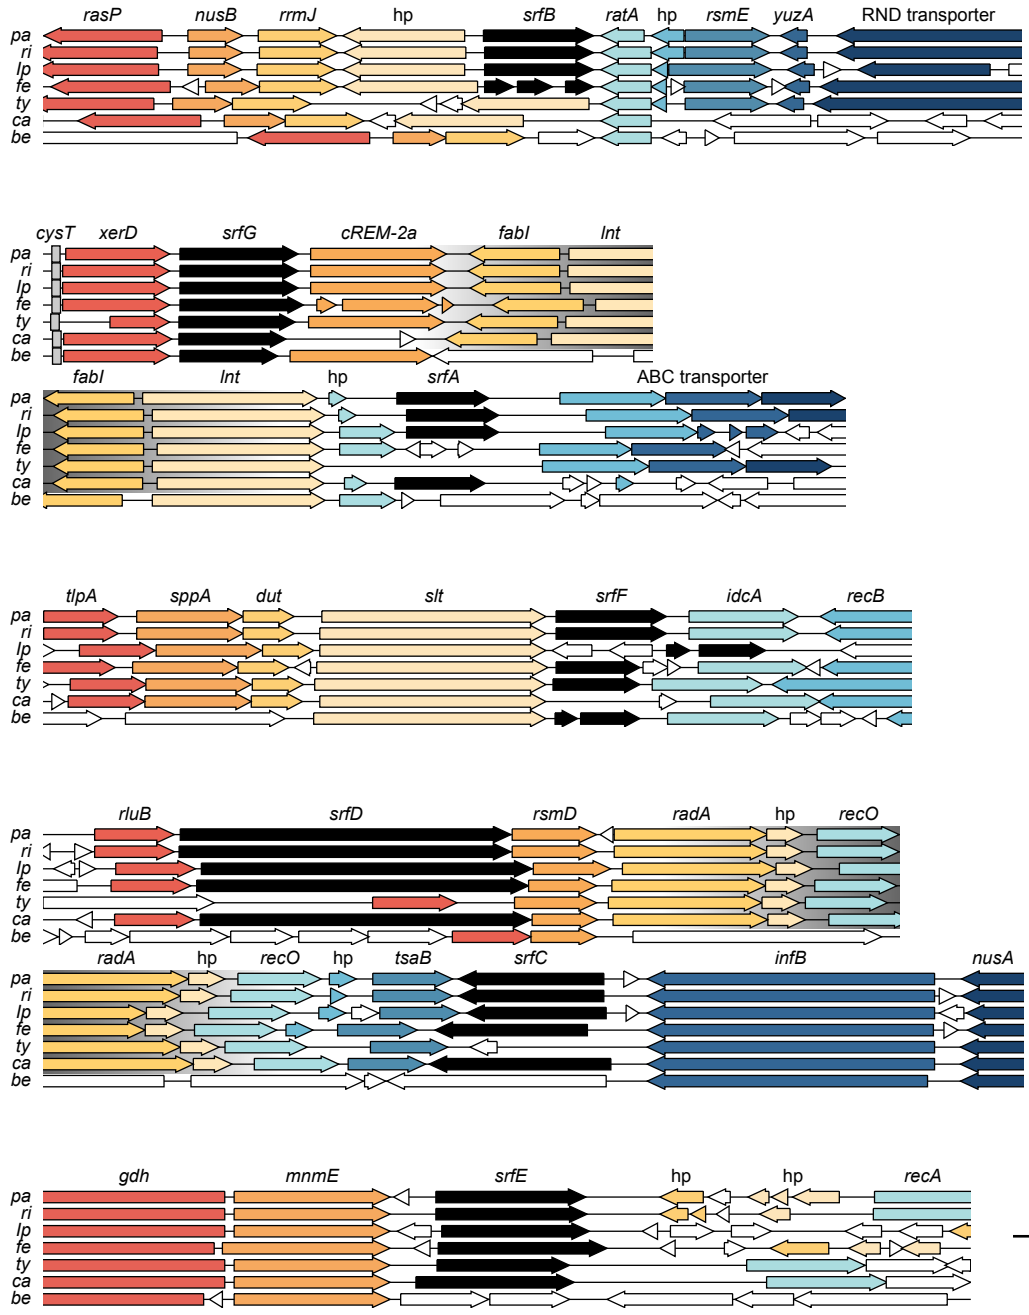 rasP nusB rrmJ hp srfB ratA hp rsmE yuzA RND transporter
pa
ri
lp
fe
ty
ca
be
cysT xerD srfG cREM-2a fabI lnt
pa
ri
lp
fe
ty
ca
be
fabI lnt hp srfA ABC transporter
pa
ri
lp
fe
ty
ca
be
tlpA sppA dut slt srfF idcA recB
pa
ri
lp
fe
ty
ca
be
rluB srfD rsmD radA hp recO
pa
ri
lp
fe
ty
ca
be
radA hp recO hp tsaB srfC infB nusA
pa
ri
lp
fe
ty
ca
be
gdh mnmE srfE hp hp recA
pa
ri
lp
fe
ty
ca
be